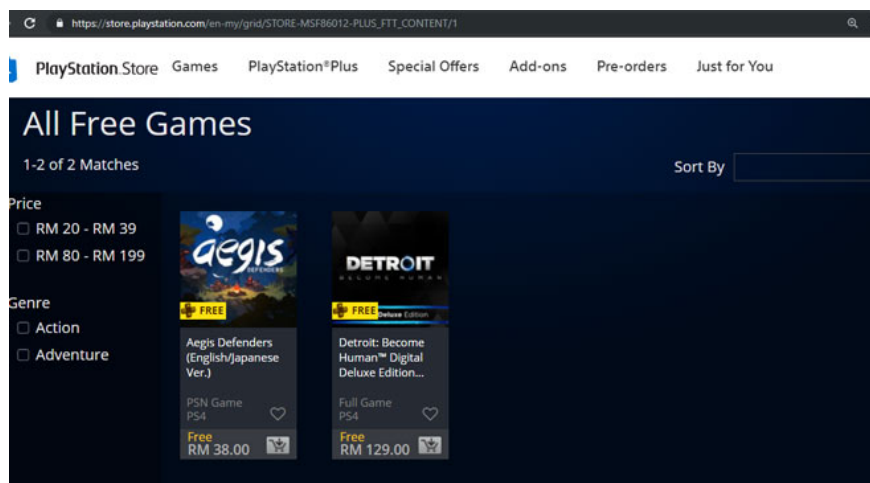 https://store.playstation.com/en-my/grid/STORE-MSF86012-PLUS_FTT_CONTENT/1
PlayStation Store Games PlayStation®Plus Special Offers Add-ons Pre-orders Just for You
All Free Games
1-2 of 2 Matches
Sort By
Price
RM 20 - RM 39
RM 80 - RM 199
Genre
Action
Adventure
aegis
DEFENDERS
FREE
Aegis Defenders
(English/Japanese
Ver.)
PSN Game
PS4
Free
RM 38.00
DETROIT
BECOME HUMAN
FREE
Deluxe Edition
Detroit: Become
Human™ Digital
Deluxe Edition...
Full Game
PS4
Free
RM 129.00